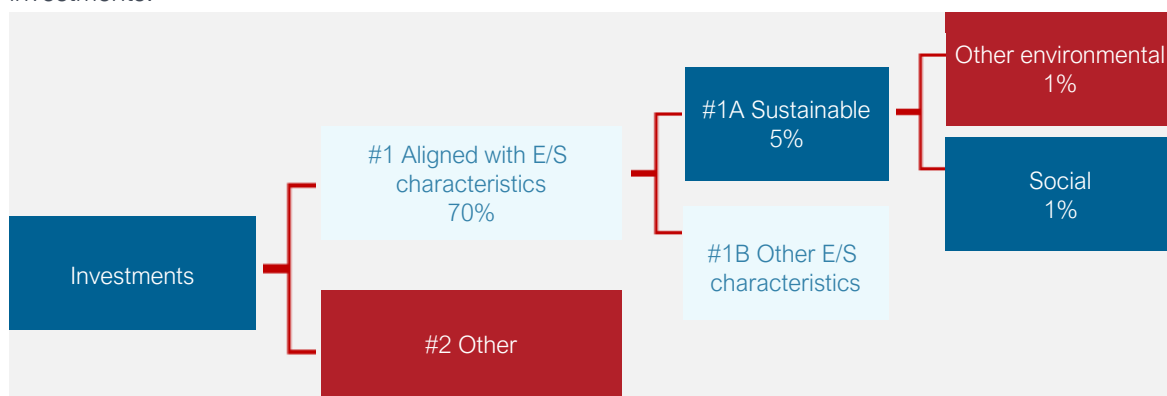 Other environmental
1%
#1A Sustainable
5%
#1 Aligned with E/S
characteristics
70%
Social
1%
#1B Other E/S
characteristics
Investments
#2 Other